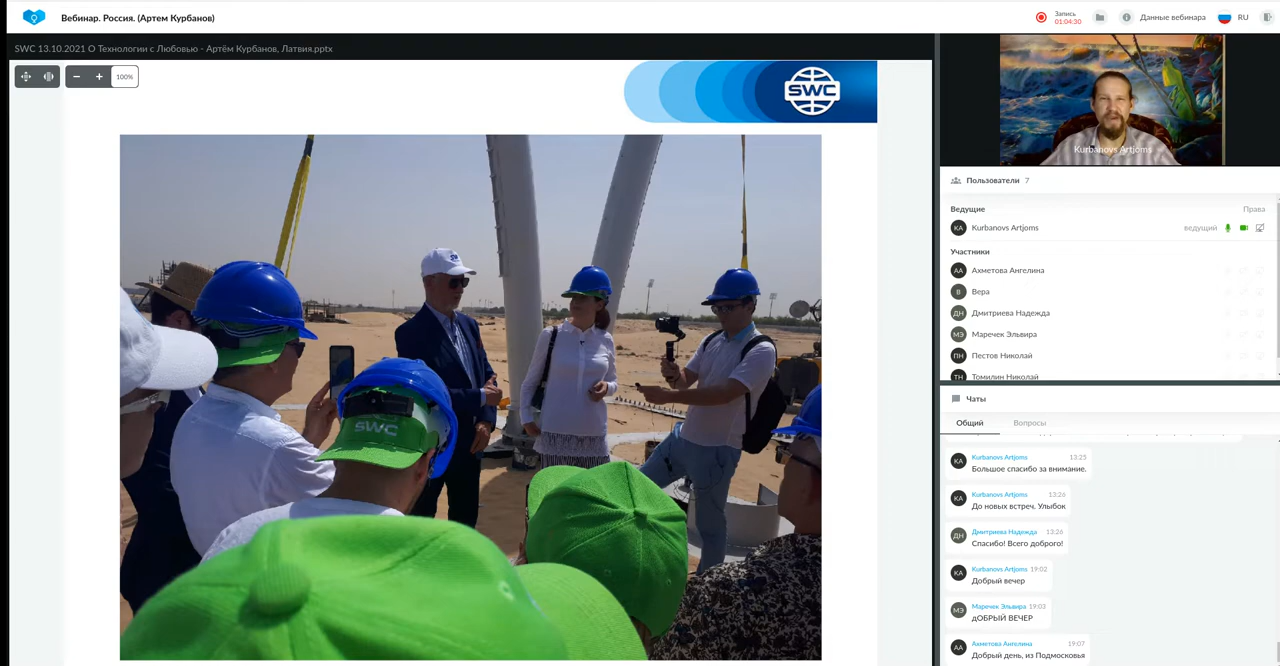 Вебинар. Россия. (Артем Курбанов)
Запись
01:04:30
Данные вебинара
RU
SWC 13.10.2021 О Технологии с Любовью - Артём Курбанов, Латвия.pptx
100%
SWC
SWC
Kurbanovs Artjoms
Пользователи 7
Ведущие
Права
KA
Kurbanovs Artjoms
ведущий
Участники
АА
Ахметова Ангелина
В
Вера
ДН
Дмитриева Надежда
МЭ
Маречек Эльвира
ПН
Пестов Николай
ТН
Томилин Николай
Чаты
Общий
Вопросы
KA
Kurbanovs Artjoms 13:25
Большое спасибо за внимание.
KA
Kurbanovs Artjoms 13:26
До новых встреч. Улыбок
ДН
Дмитриева Надежда 13:26
Спасибо! Всего доброго!
KA
Kurbanovs Artjoms 19:02
Добрый вечер
МЭ
Маречек Эльвира 19:03
дОБРЫЙ ВЕЧЕР
АА
Ахметова Ангелина 19:07
Добрый день, из Подмосковья